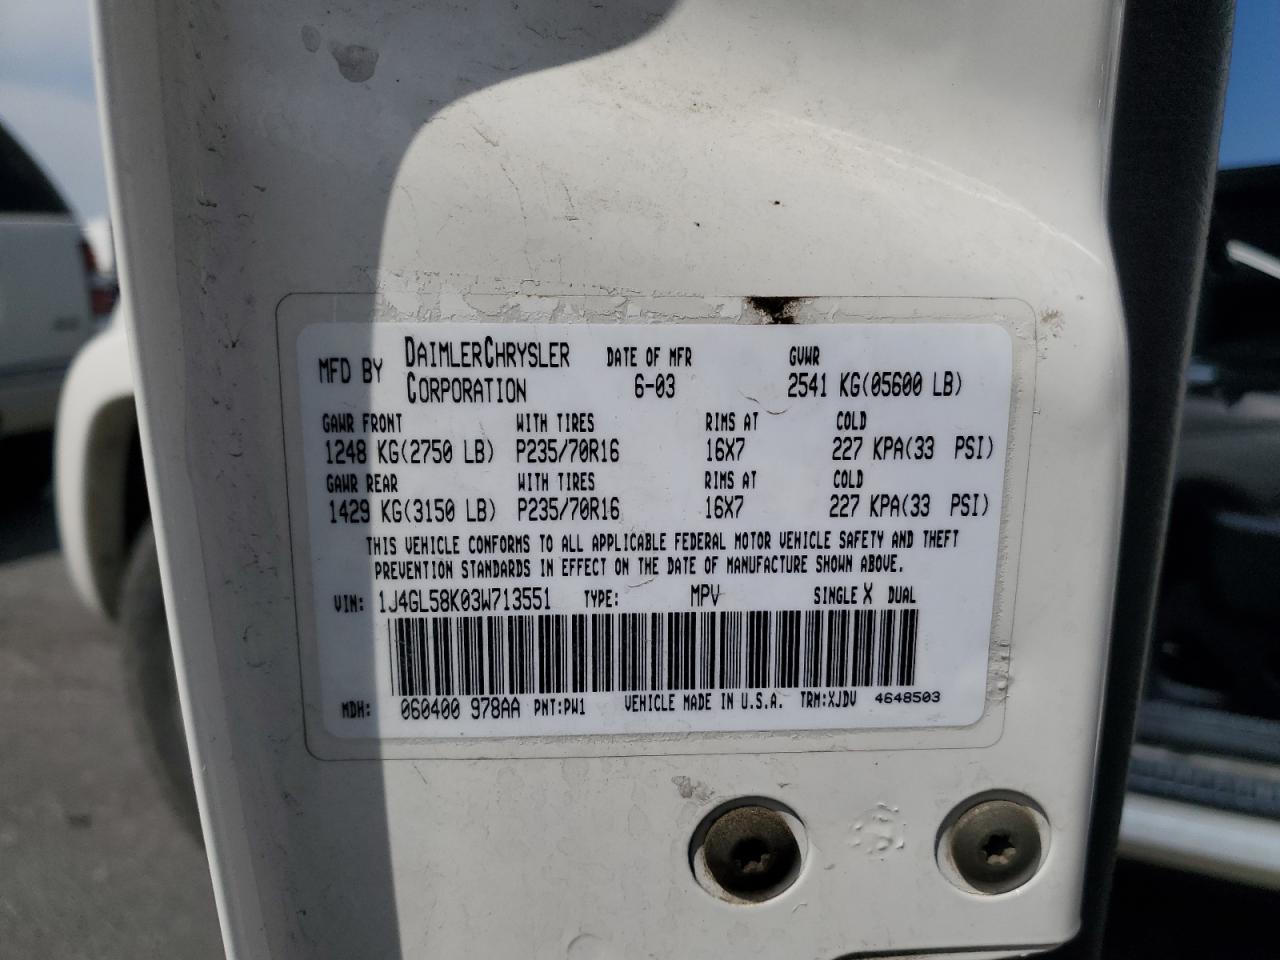 MFD BY DAIMLERCHRYSLER CORPORATION DATE OF MFR 6-03 GVWR 2541 KG(05600 LB)
GAWR FRONT WITH TIRES RIMS AT COLD
1248 KG(2750 LB) P235/70R16 16X7 227 KPA(33 PSI)
GAWR REAR WITH TIRES RIMS AT COLD
1429 KG(3150 LB) P235/70R16 16X7 227 KPA(33 PSI)
THIS VEHICLE CONFORMS TO ALL APPLICABLE FEDERAL MOTOR VEHICLE SAFETY AND THEFT
PREVENTION STANDARDS IN EFFECT ON THE DATE OF MANUFACTURE SHOWN ABOVE.
VIN: 1J4GL58K03W713551 TYPE: MPV SINGLE X DUAL
MDH: 060400 978AA PNT:PW1 VEHICLE MADE IN U.S.A. TRM:XJDV 4648503